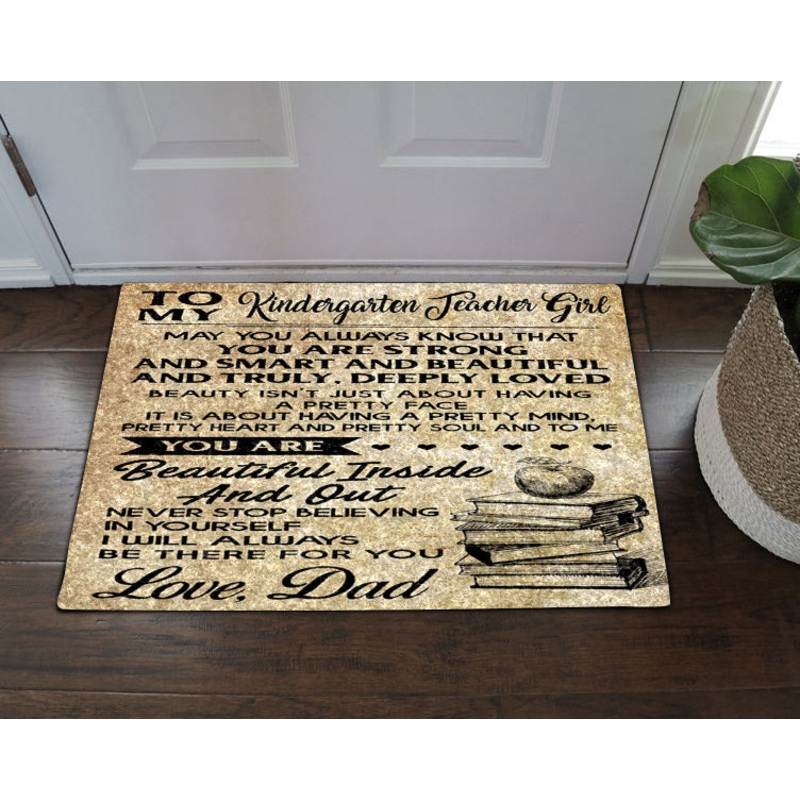 TO MY Kindergarten Teacher Girl
MAY YOU ALWAYS KNOW THAT
YOU ARE STRONG
AND SMART AND BEAUTIFUL
AND TRULY, DEEPLY LOVED
BEAUTY ISN'T JUST ABOUT HAVING
A PRETTY FACE
IT IS ABOUT HAVING A PRETTY MIND,
PRETTY HEART AND PRETTY SOUL AND TO ME
YOU ARE
Beautiful Inside
And Out
NEVER STOP BELIEVING
IN YOURSELF
I WILL ALWAYS
BE THERE FOR YOU
Love, Dad